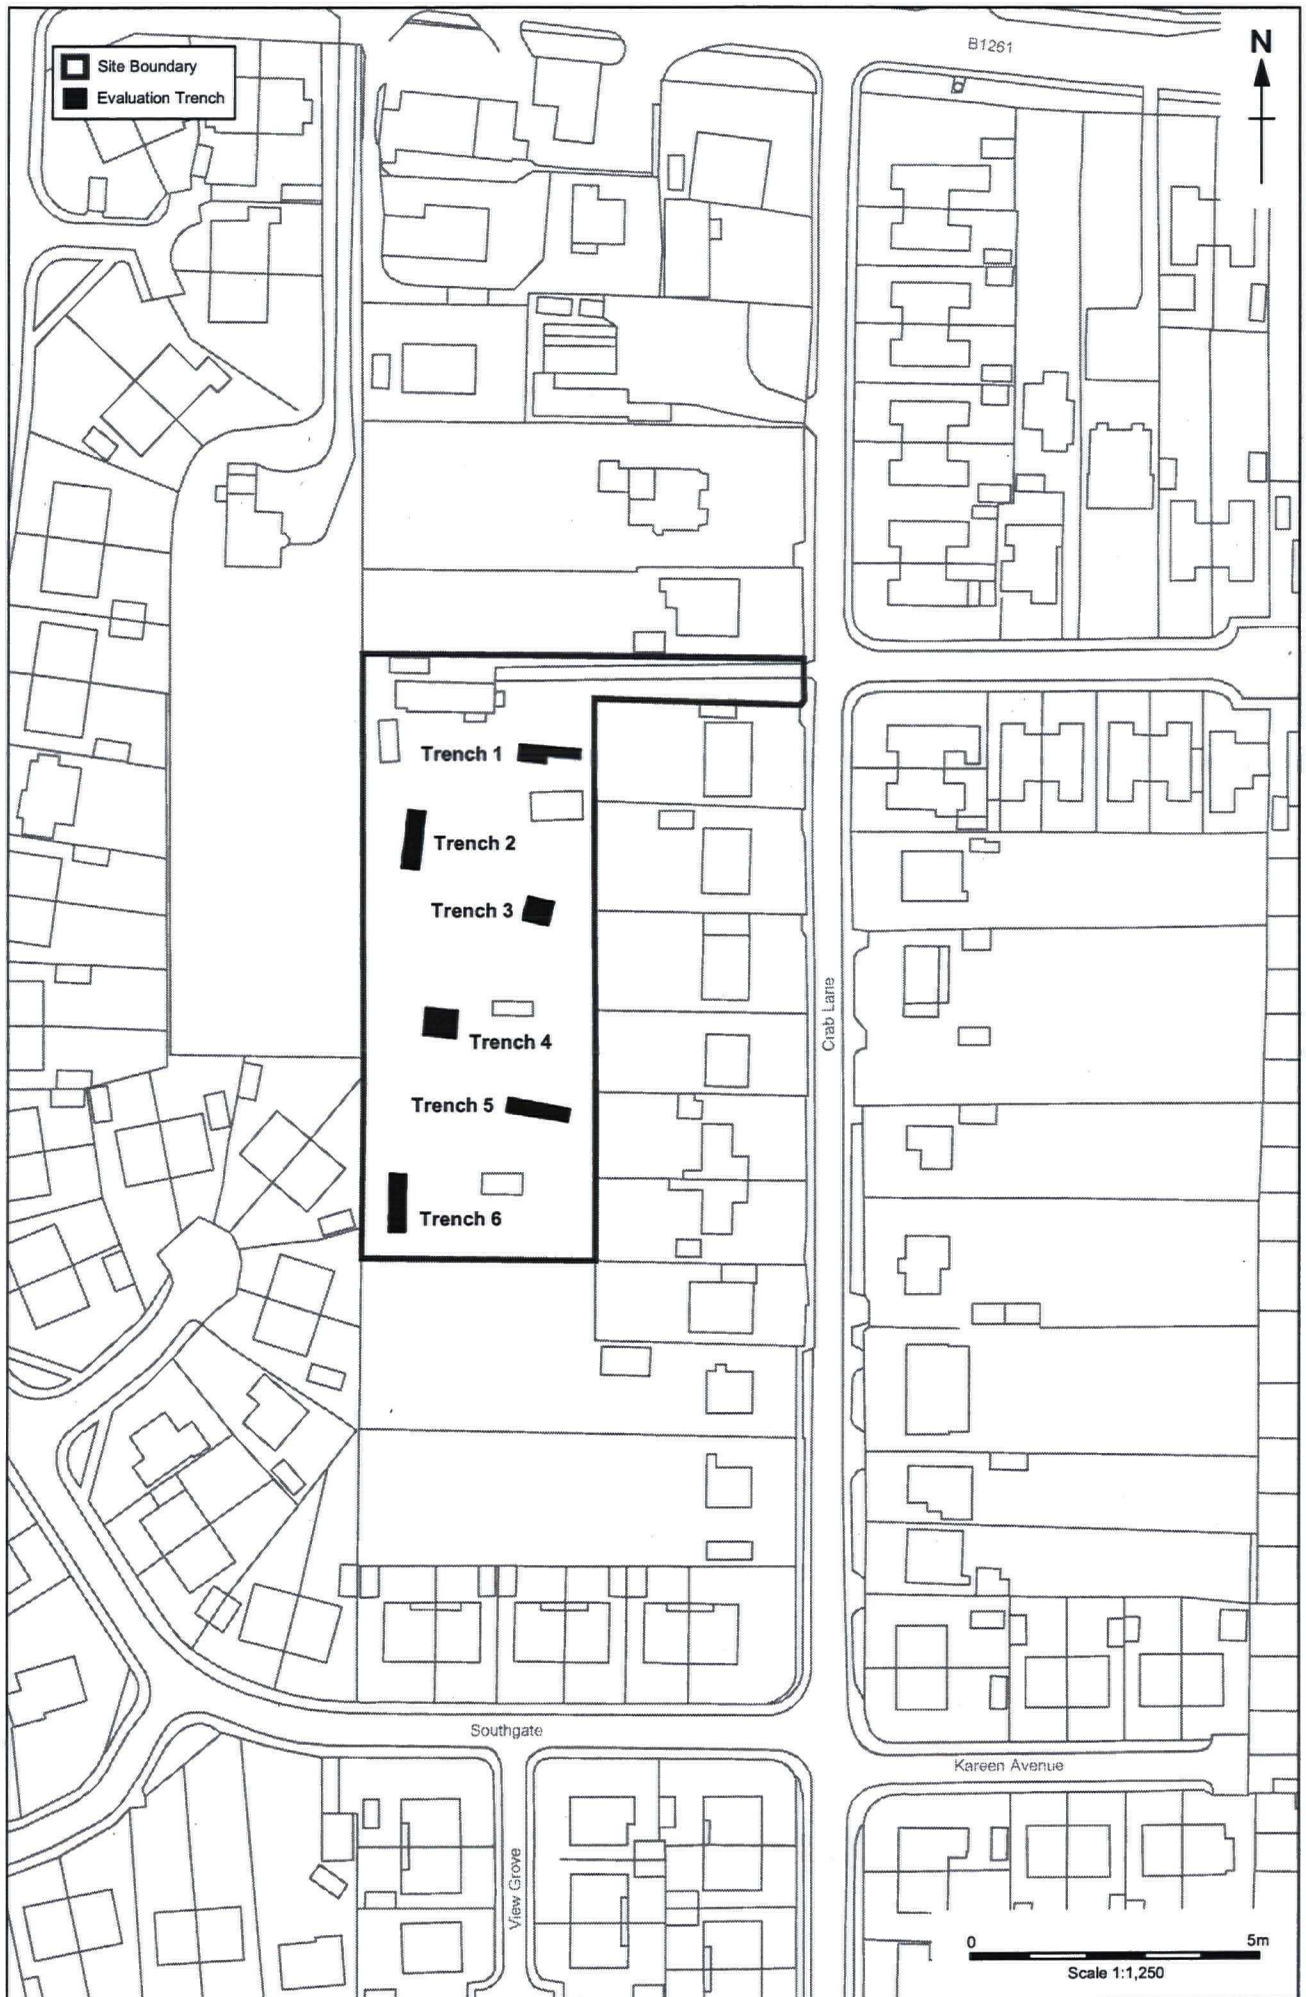 B1261
N
Site Boundary
Evaluation Trench
Trench 1
Trench 2
Trench 3
Trench 4
Trench 5
Trench 6
Crab Lane
Southgate
Kareen Avenue
View Grove
0 5m
Scale 1:1,250